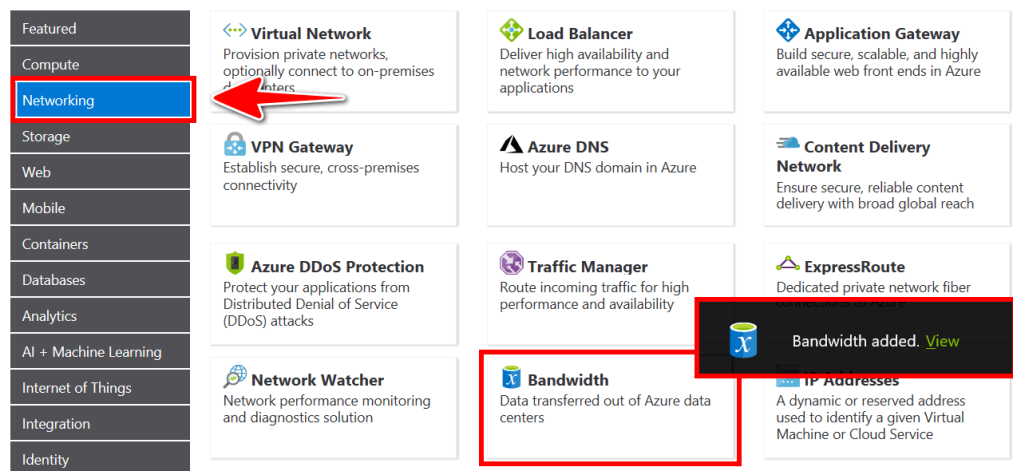 Featured
Compute
Networking
Storage
Web
Mobile
Containers
Databases
Analytics
AI + Machine Learning
Internet of Things
Integration
Identity
Virtual Network
Provision private networks,
optionally connect to on-premises
Load Balancer
Deliver high availability and
network performance to your
applications
Application Gateway
Build secure, scalable, and highly
available web front ends in Azure
VPN Gateway
Establish secure, cross-premises
connectivity
Azure DNS
Host your DNS domain in Azure
Content Delivery
Network
Ensure secure, reliable content
delivery with broad global reach
Azure DDoS Protection
Protect your applications from
Distributed Denial of Service
(DDoS) attacks
Traffic Manager
Route incoming traffic for high
performance and availability
ExpressRoute
Dedicated private network fiber
connections to Azure
Bandwidth added. View
Network Watcher
Network performance monitoring
and diagnostics solution
Bandwidth
Data transferred out of Azure data
centers
IP Addresses
A dynamic or reserved address
used to identify a given Virtual
Machine or Cloud Service